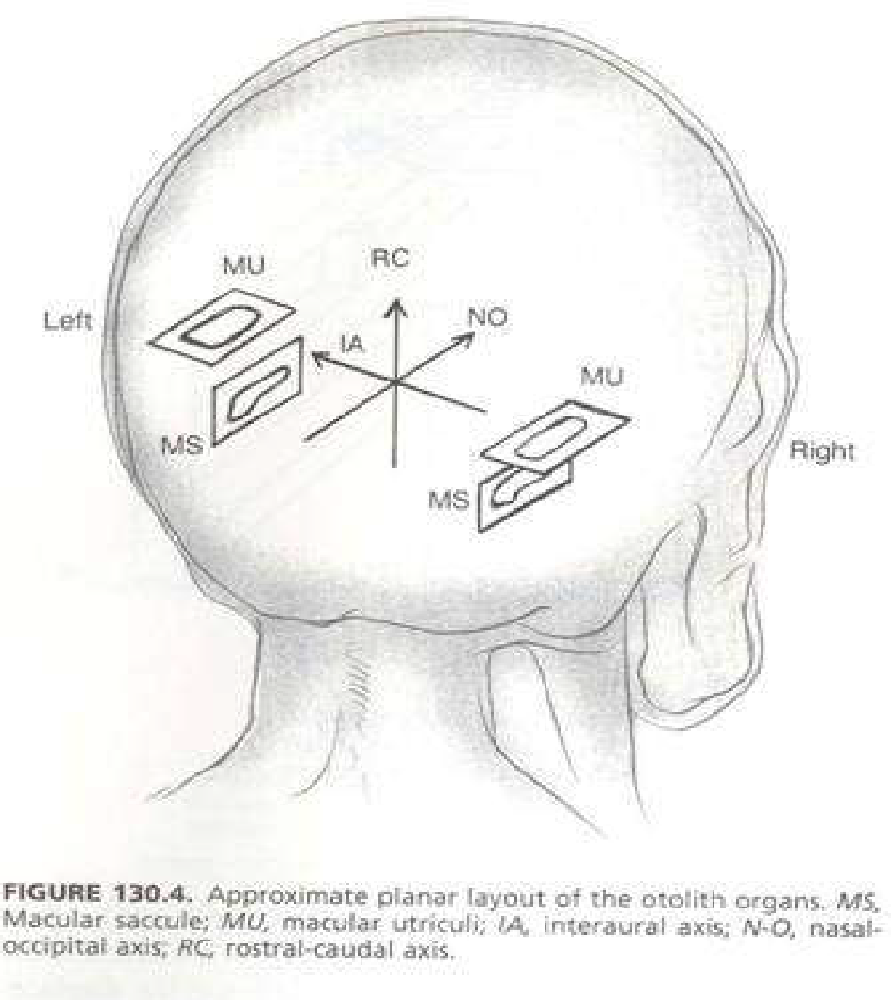 MU
RC
Left
NO
IA
MU
MS
Right
MS
FIGURE 130.4. Approximate planar layout of the otolith organs. MS,
Macular saccule; MU, macular utriculi; IA, interaural axis; N-O, nasal-
occipital axis; RC, rostral-caudal axis.